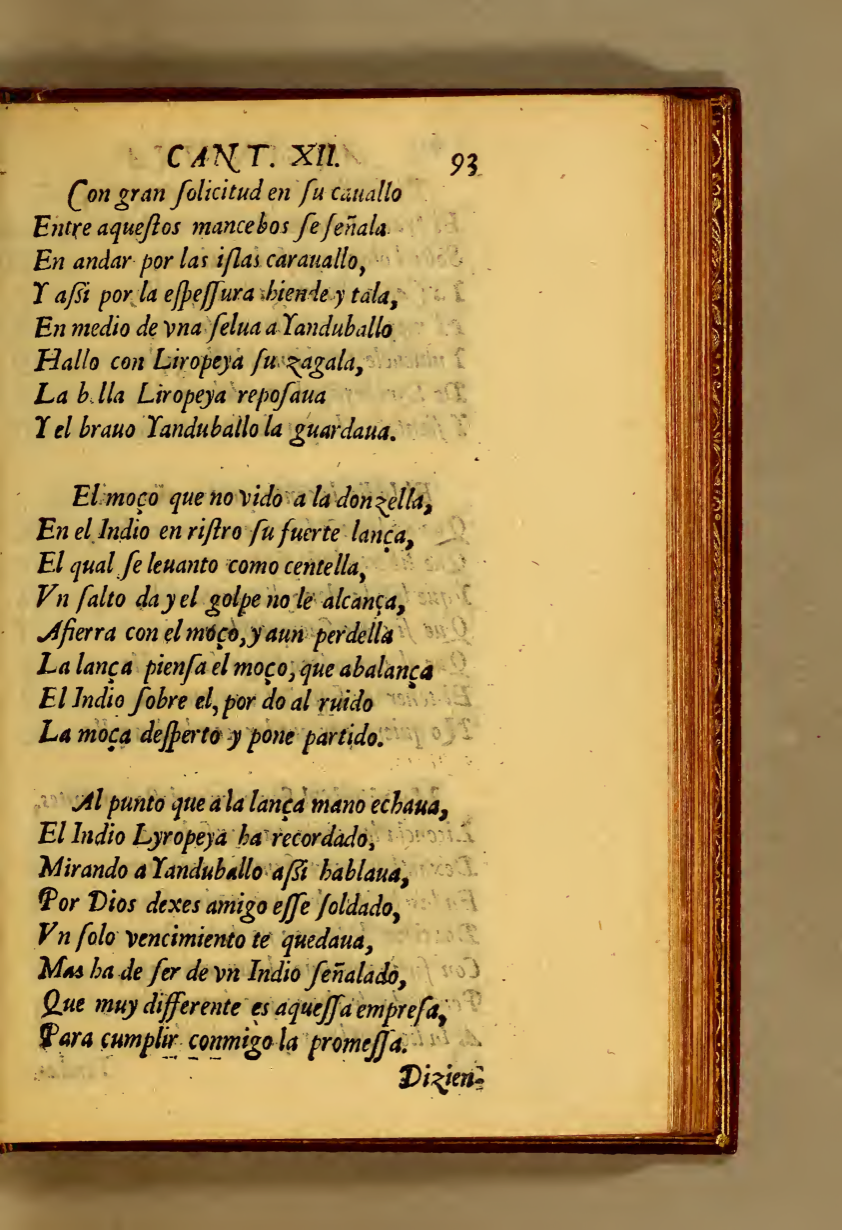 CANT. XII. 93
Con gran ſolicitud en ſu cauallo
Entre aqueſtos mancebos ſe ſeñala
En andar por las iſlas carauallo,
Y aſsi por la eſpeſſura hiende y tala,
En medio de vna ſelua a Yanduballo
Hallo con Liropeya ſu zagala,
La b lla Liropeya repoſaua
Y el brauo Yanduballo la guardaua.
El moço que no vido a la donzella,
En el Indio en riſtro ſu fuerte lança,
El qual ſe leuanto como centella,
Vn ſalto da y el golpe no le alcança,
Afierra con el moço, y aun perdella
La lança pienſa el moço, que abalança
El Indio ſobre el, por do al ruido
La moça deſperto y pone partido.
Al punto que a la lança mano echaua,
El Indio Lyropeya ha recordado,
Mirando a Yanduballo aſsi hablaua,
Por Dios dexes amigo eſſe ſoldado,
Vn ſolo vencimiento te quedaua,
Mas ha de ſer de vn Indio ſeñalado,
Que muy differente es aqueſſa empreſa,
Para cumplir conmigo la promeſſa.
Dizien-